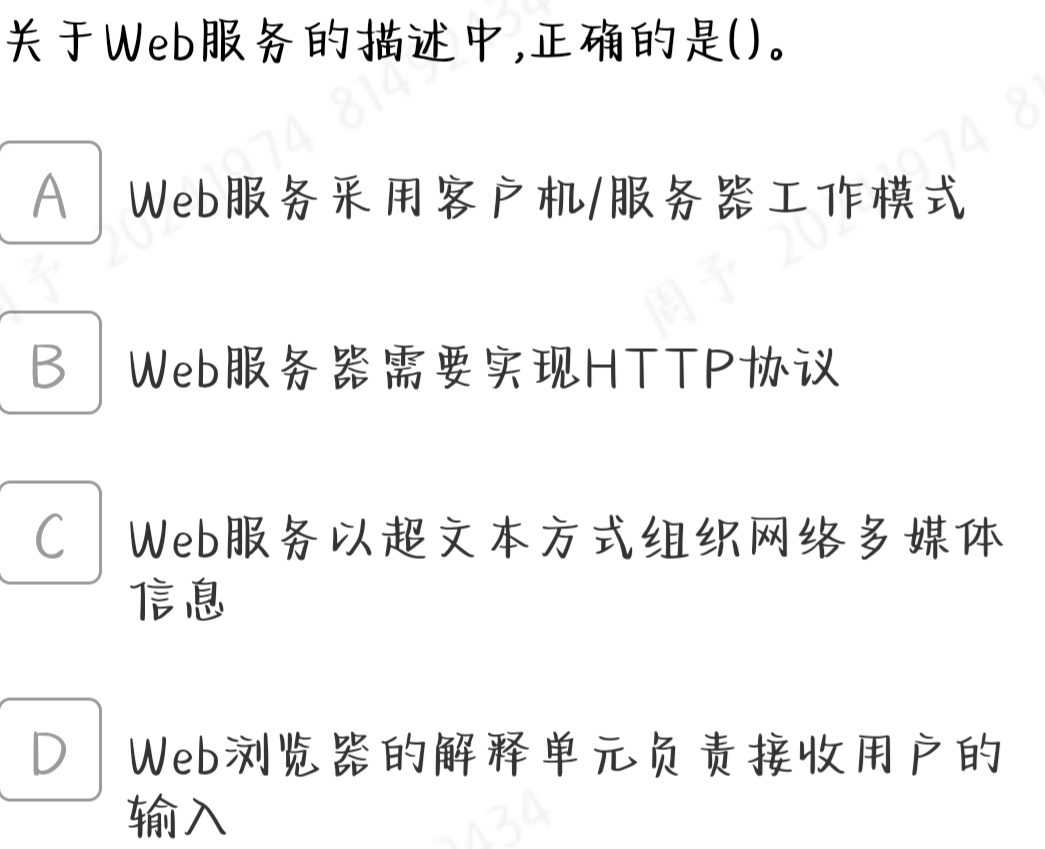 关于Web服务的描述中,正确的是()。
A Web服务采用客户机/服务器工作模式
B Web服务器需要实现HTTP协议
C Web服务以超文本方式组织网络多媒体
信息
D Web浏览器的解释单元负责接收用户的
输入